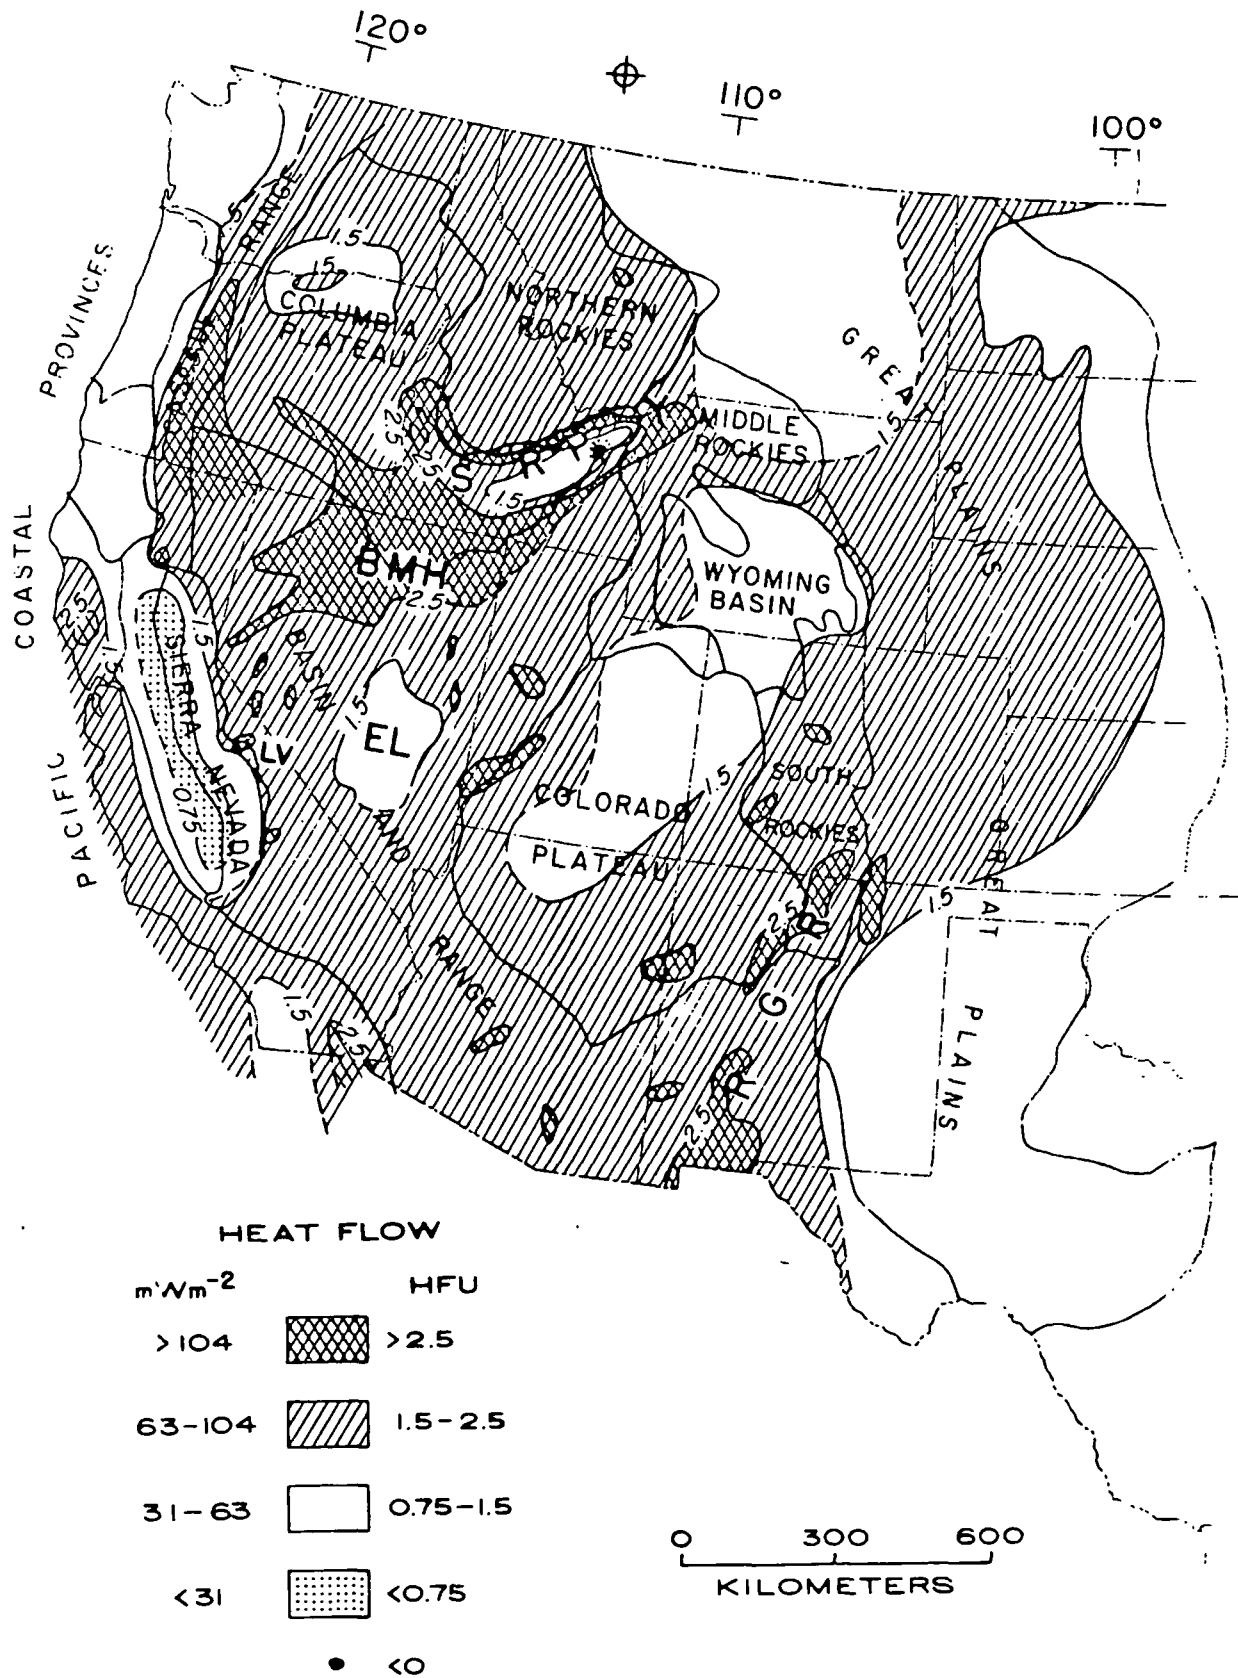 120°
110°
100°
PROVINCES
COASTAL
PACIFIC
RANGE
1.5
1.5
COLUMBIA
PLATEAU
NORTHERN
ROCKIES
GREAT
PLAINS
1.5
MIDDLE
ROCKIES
2.5
2.5
S R P
Y
1.5
BMH
2.5
WYOMING
BASIN
2.5
1.5
1.5
SIERRA
NEVADA
0.75
BASIN
AND
RANGE
1.5
EL
LV
COLORADO
PLATEAU
1.5
SOUTH
ROCKIES
2.5
R
G
R
2.5
GREAT
PLAINS
1.5
1.5
2.5
HEAT FLOW
mWm⁻² HFU
>104 >2.5
63-104 1.5-2.5
31-63 0.75-1.5
<31 <0.75
<0
0 300 600
KILOMETERS